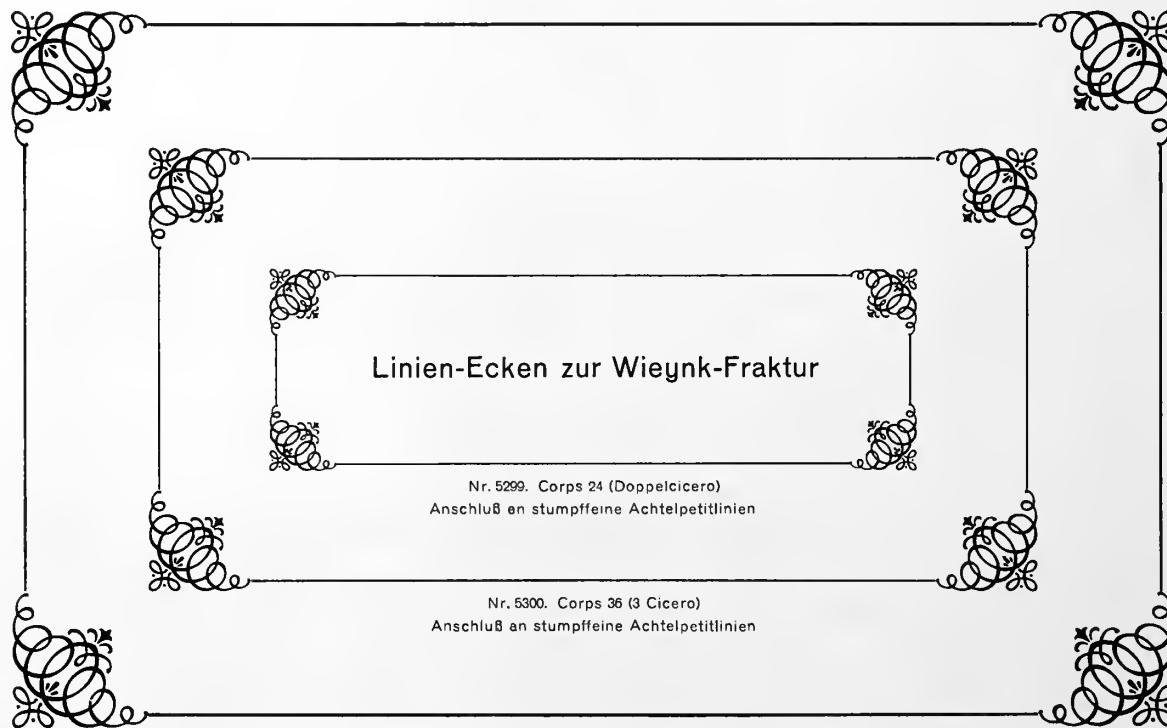 Linien-Ecken zur Wieynk-Fraktur
Nr. 5299. Corps 24 (Doppelcicero)
Anschluß an stumpffeine Achtelpetitlinien
Nr. 5300. Corps 36 (3 Cicero)
Anschluß an stumpffeine Achtelpetitlinien